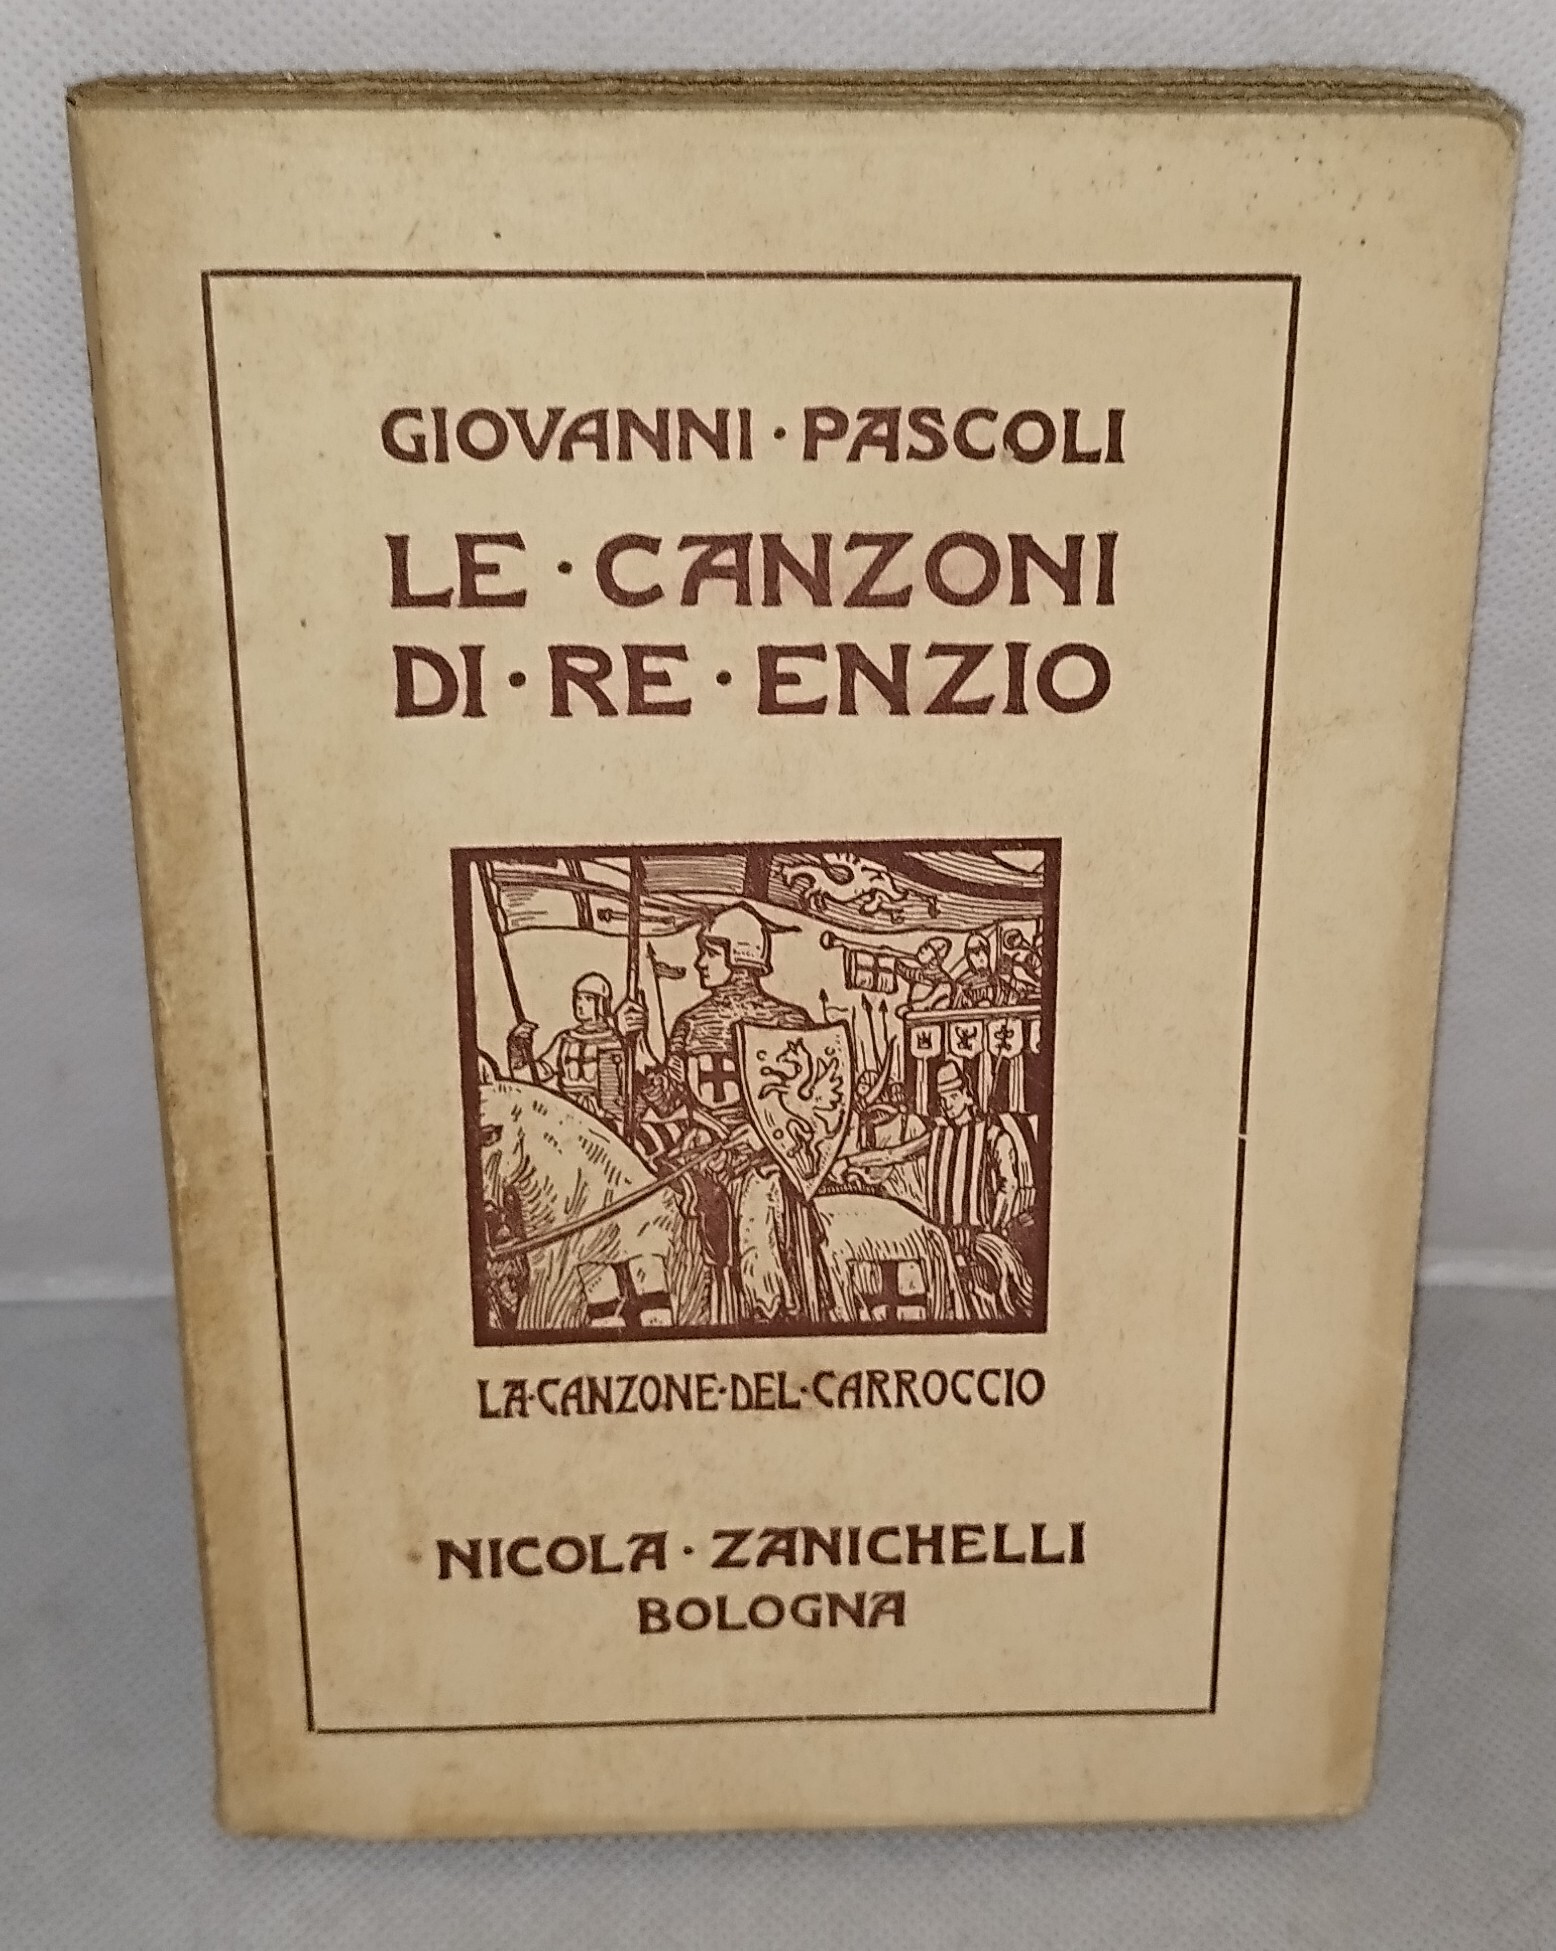 GIOVANNI · PASCOLI
LE · CANZONI
DI · RE · ENZIO
LA·CANZONE·DEL·CARROCCIO
NICOLA · ZANICHELLI
BOLOGNA